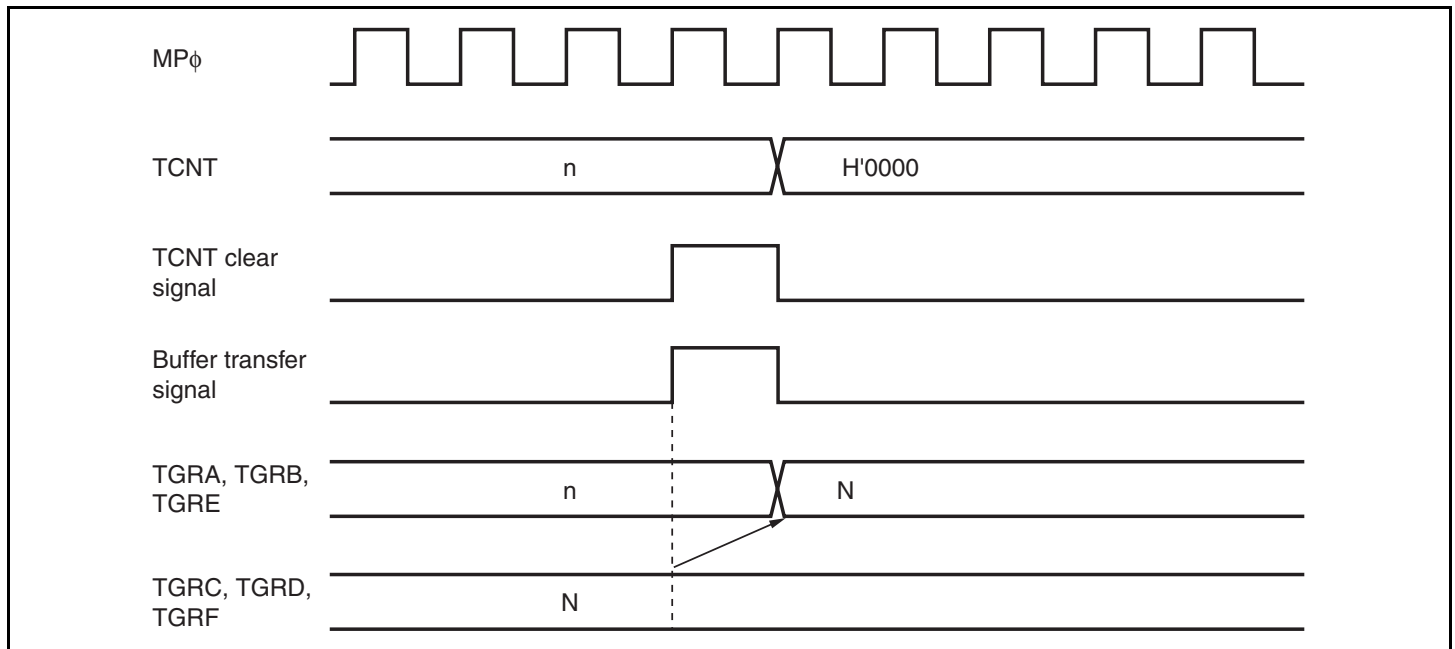 MPϕ
TCNT
n
H'0000
TCNT clear
signal
Buffer transfer
signal
TGRA, TGRB,
TGRE
n
N
TGRC, TGRD,
TGRF
N